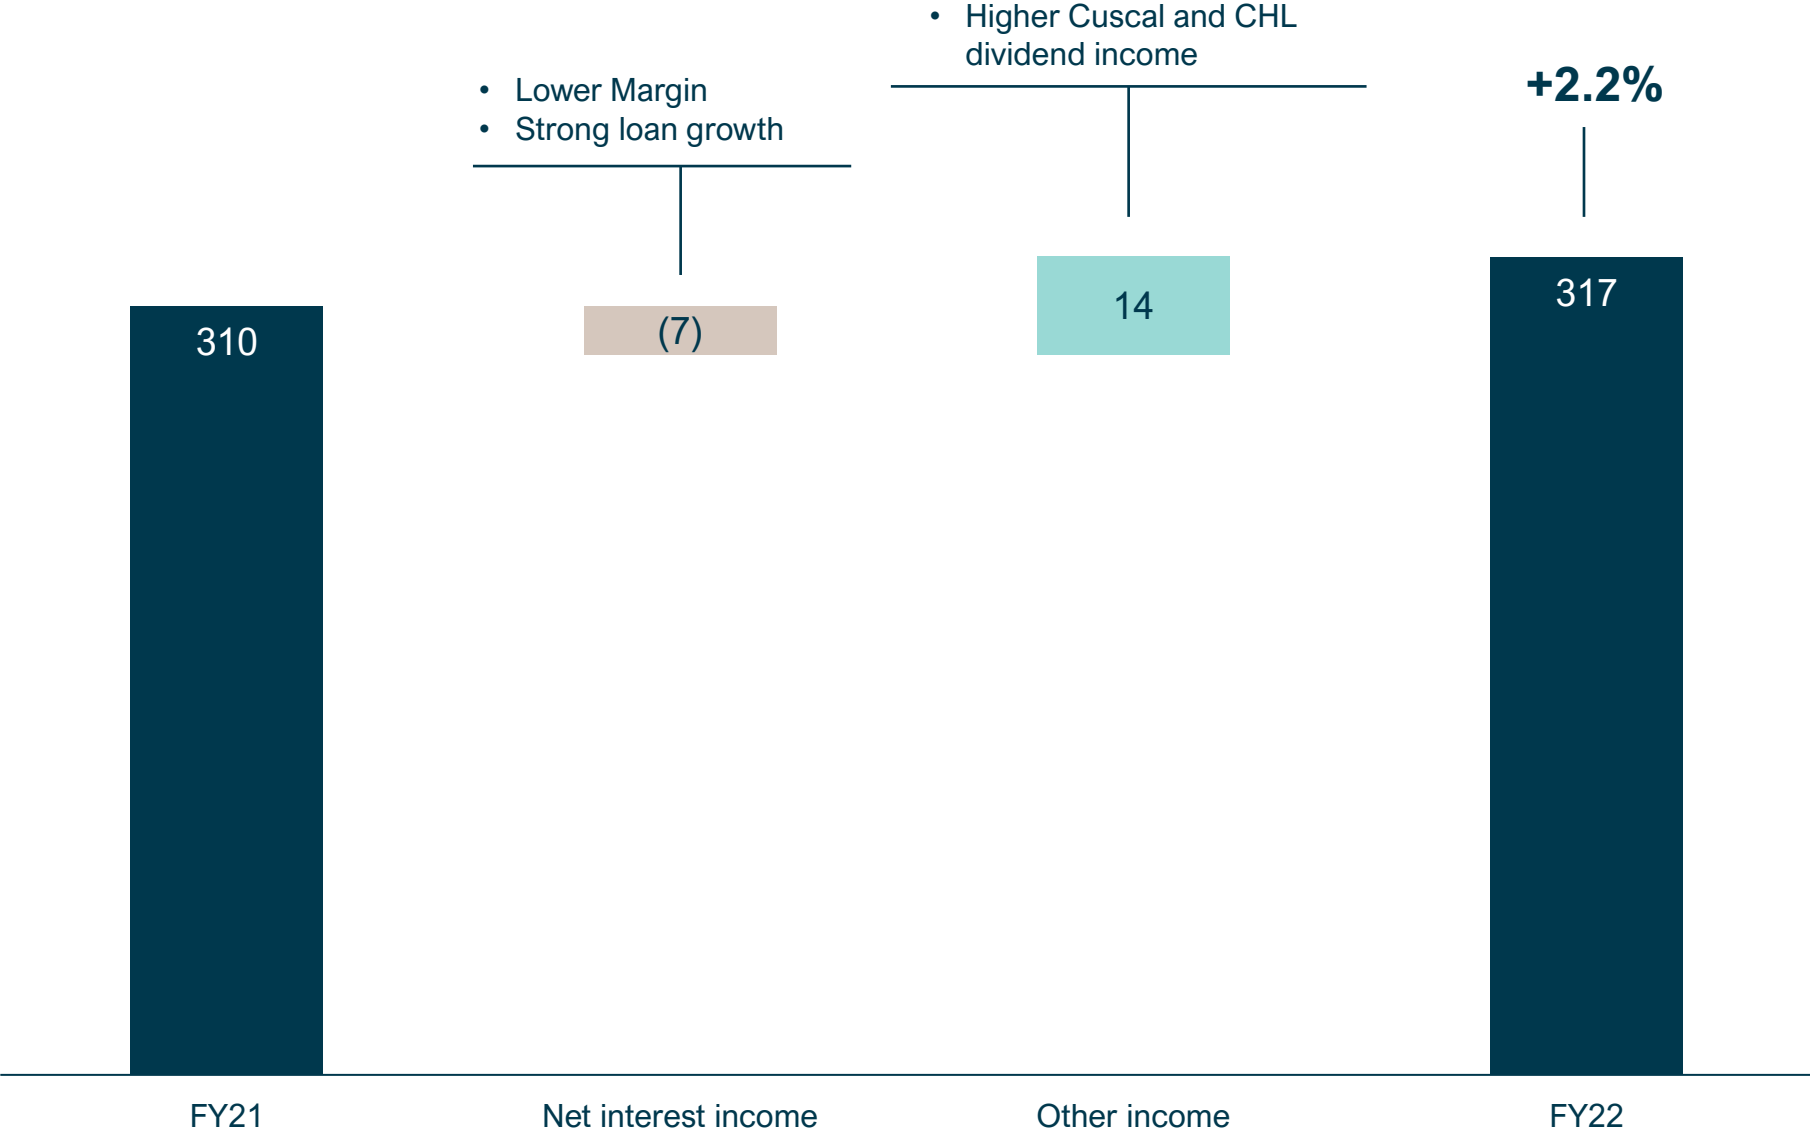 • Higher Cuscal and CHL
dividend income
• Lower Margin
• Strong loan growth
+2.2%
310
(7)
14
317
FY21
Net interest income
Other income
FY22